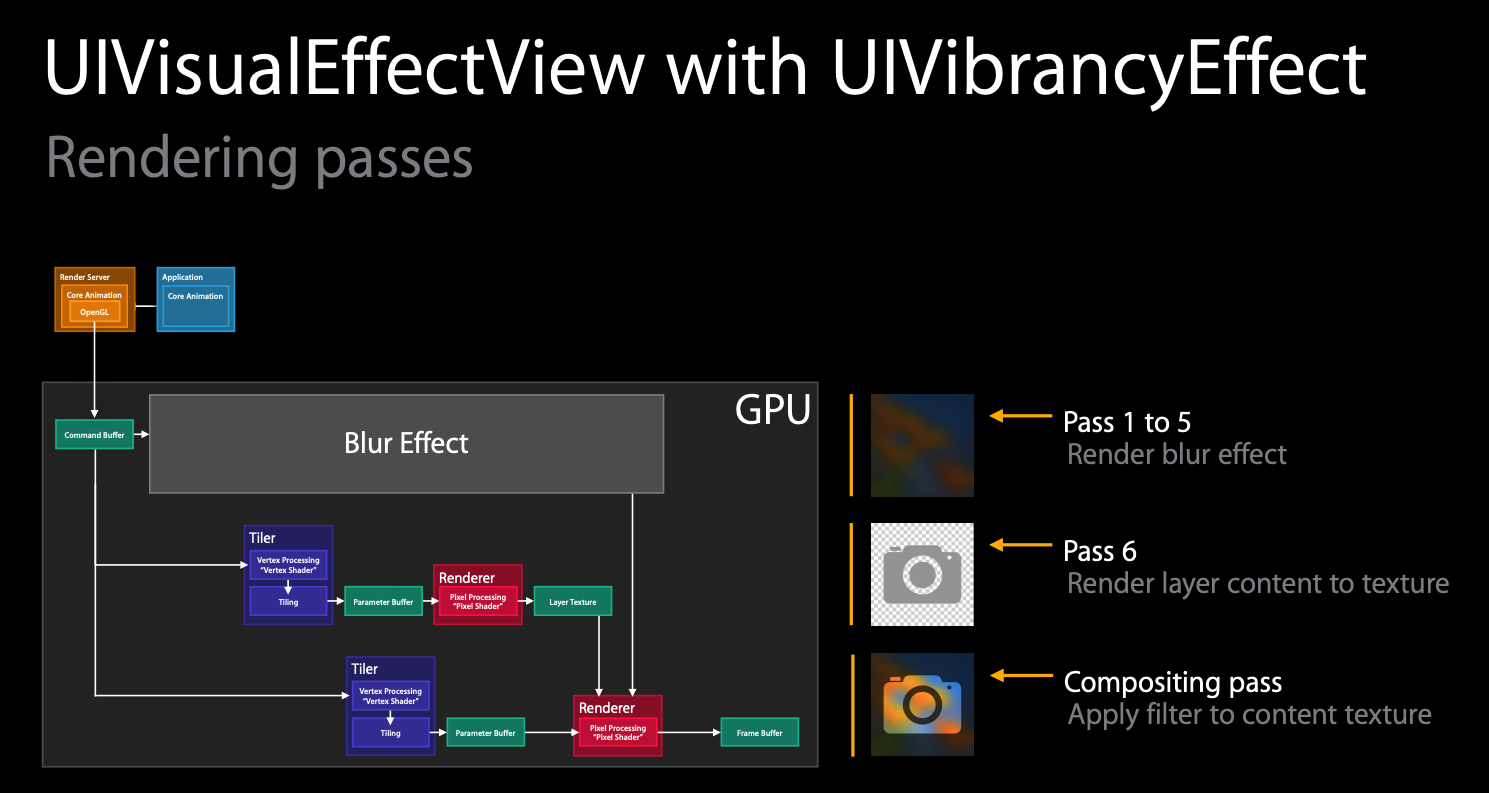 UIVisualEffectView with UIVibrancyEffect
Rendering passes
Render Server
Core Animation
OpenGL
Application
Core Animation
GPU
Command Buffer
Blur Effect
Tiler
Vertex Processing
“Vertex Shader”
Tiling
Parameter Buffer
Renderer
Pixel Processing
“Pixel Shader”
Layer Texture
Tiler
Vertex Processing
“Vertex Shader”
Tiling
Parameter Buffer
Renderer
Pixel Processing
“Pixel Shader”
Frame Buffer
Pass 1 to 5
Render blur effect
Pass 6
Render layer content to texture
Compositing pass
Apply filter to content texture